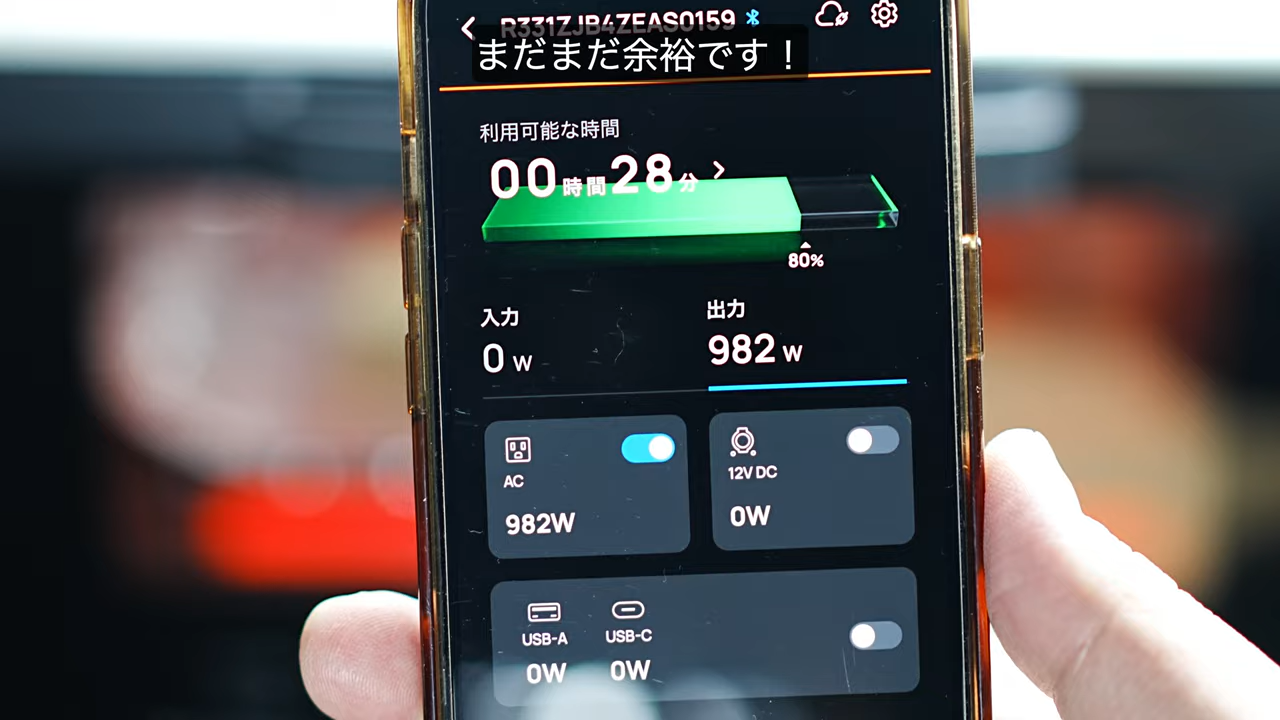 R331ZJB4ZEAS0159
まだまだ余裕です！
利用可能な時間
00時間28分
80%
入力
出力
0 W
982 W
AC
12V DC
982W
0W
USB-A
USB-C
0W
0W